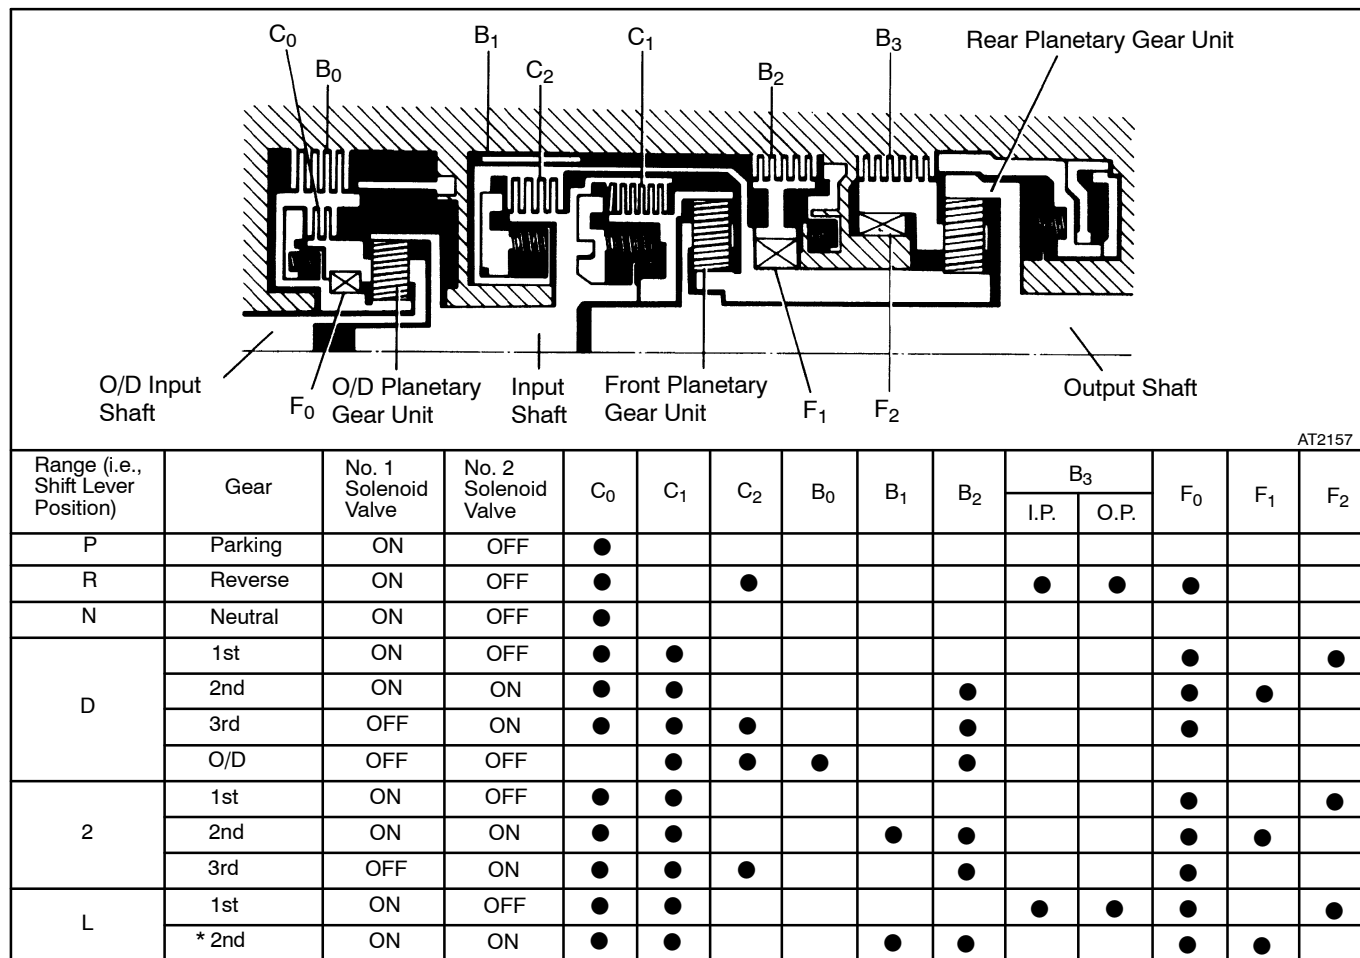 C0 B1 C1 B3 Rear Planetary Gear Unit
B0 C2 B2
O/D Input Shaft
F0
O/D Planetary Gear Unit
Input Shaft
Front Planetary Gear Unit
F1
F2
Output Shaft
AT2157
Range (i.e., Shift Lever Position) Gear No. 1 Solenoid Valve No. 2 Solenoid Valve C0 C1 C2 B0 B1 B2 B3 I.P. O.P. F0 F1 F2
P Parking ON OFF ●
R Reverse ON OFF ● ● ● ● ●
N Neutral ON OFF ●
D 1st ON OFF ● ● ● ●
2nd ON ON ● ● ● ● ●
3rd OFF ON ● ● ● ● ●
O/D OFF OFF ● ● ● ●
2 1st ON OFF ● ● ● ●
2nd ON ON ● ● ● ● ● ●
3rd OFF ON ● ● ● ● ●
L 1st ON OFF ● ● ● ● ● ●
* 2nd ON ON ● ● ● ● ● ●